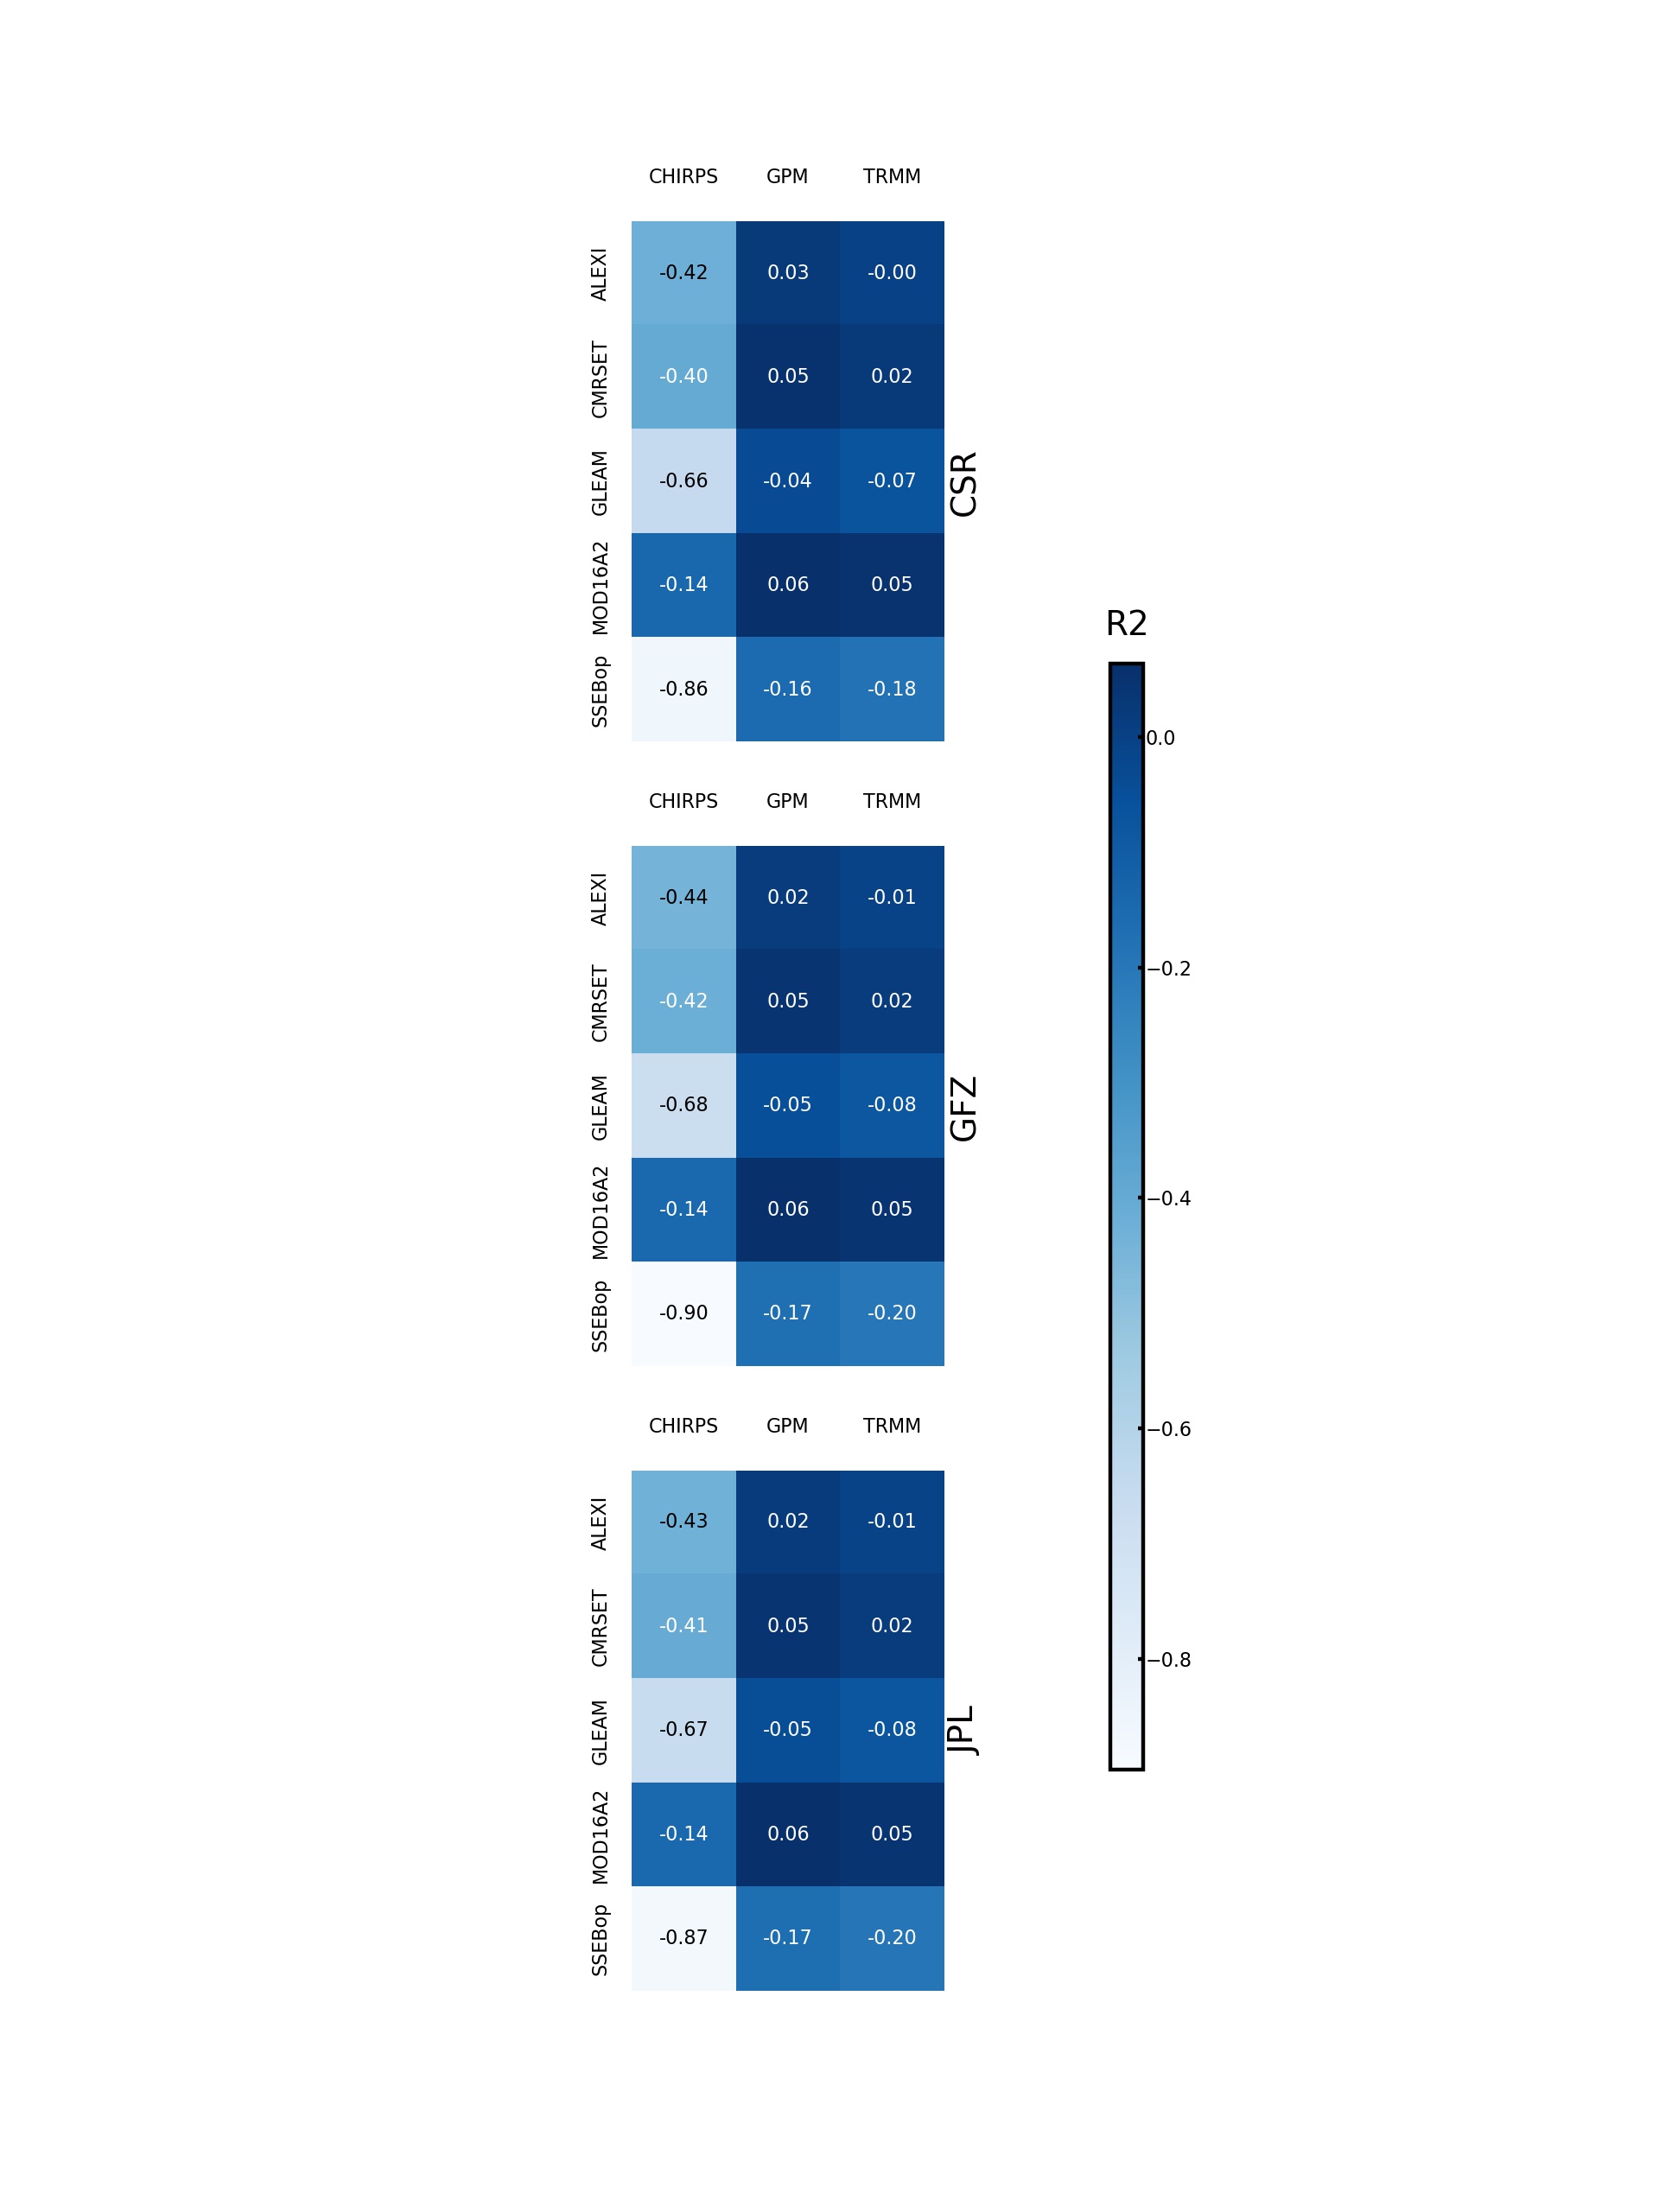 CHIRPS GPM TRMM
ALEXI -0.42 0.03 -0.00
CMRSET -0.40 0.05 0.02
GLEAM -0.66 -0.04 -0.07
CSR
MOD16A2 -0.14 0.06 0.05
SSEBop -0.86 -0.16 -0.18
CHIRPS GPM TRMM
ALEXI -0.44 0.02 -0.01
CMRSET -0.42 0.05 0.02
GLEAM -0.68 -0.05 -0.08
GFZ
MOD16A2 -0.14 0.06 0.05
SSEBop -0.90 -0.17 -0.20
CHIRPS GPM TRMM
ALEXI -0.43 0.02 -0.01
CMRSET -0.41 0.05 0.02
GLEAM -0.67 -0.05 -0.08
JPL
MOD16A2 -0.14 0.06 0.05
SSEBop -0.87 -0.17 -0.20
R2
0.0
−0.2
−0.4
−0.6
−0.8